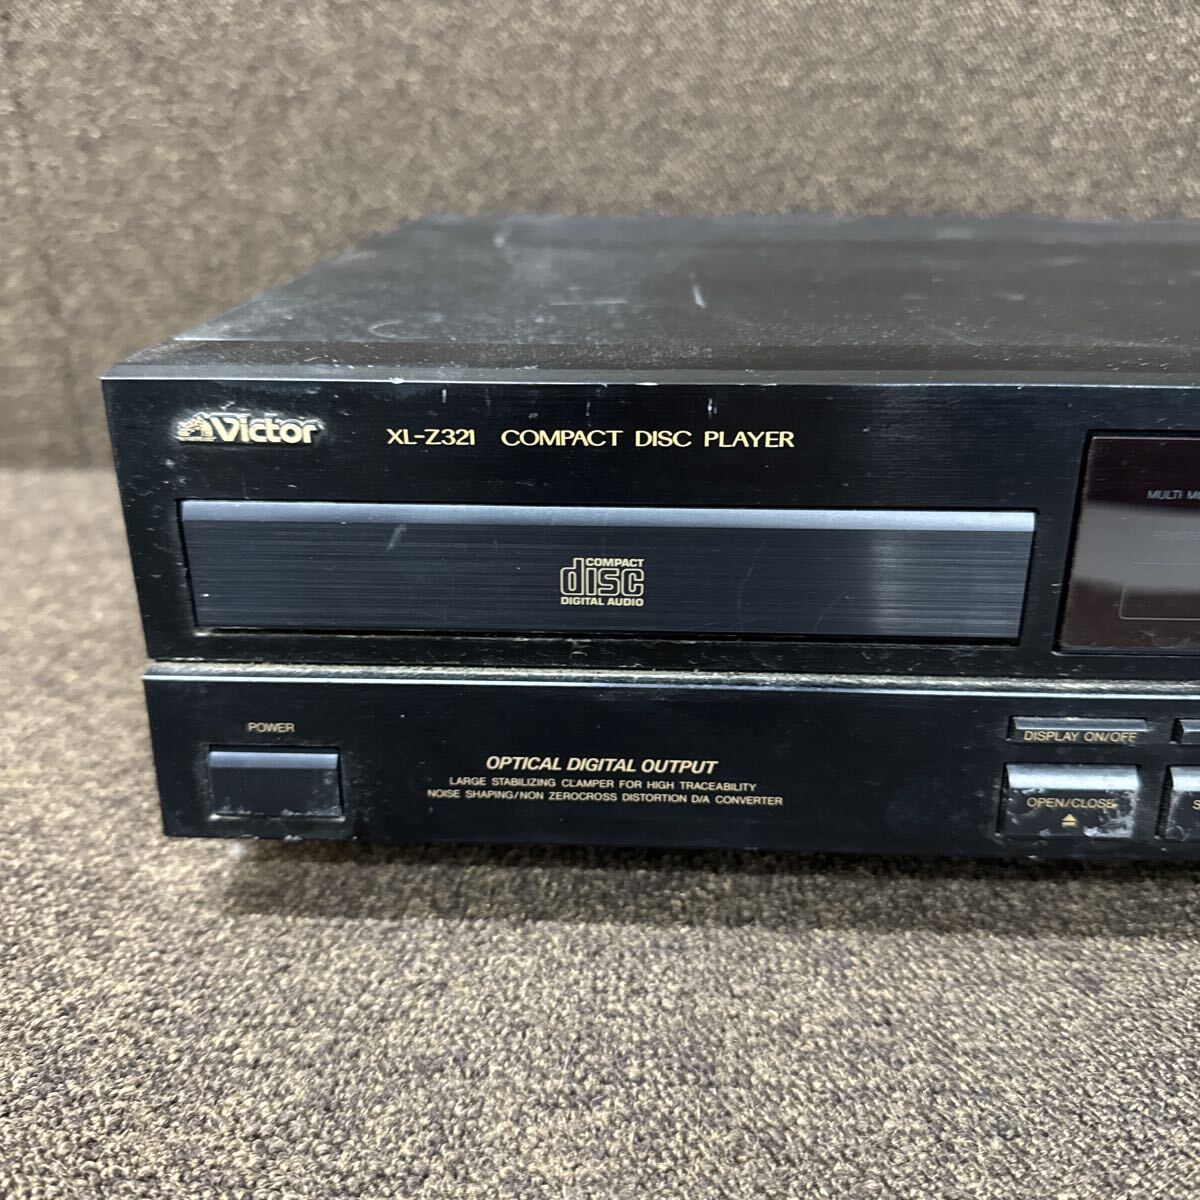 Victor
XL-Z321 COMPACT DISC PLAYER
MULTI
COMPACT
disc
DIGITAL AUDIO
POWER
OPTICAL DIGITAL OUTPUT
LARGE STABILIZING CLAMPER FOR HIGH TRACEABILITY
NOISE SHAPING/NON ZEROCROSS DISTORTION D/A CONVERTER
DISPLAY ON/OFF
OPEN/CLOSE